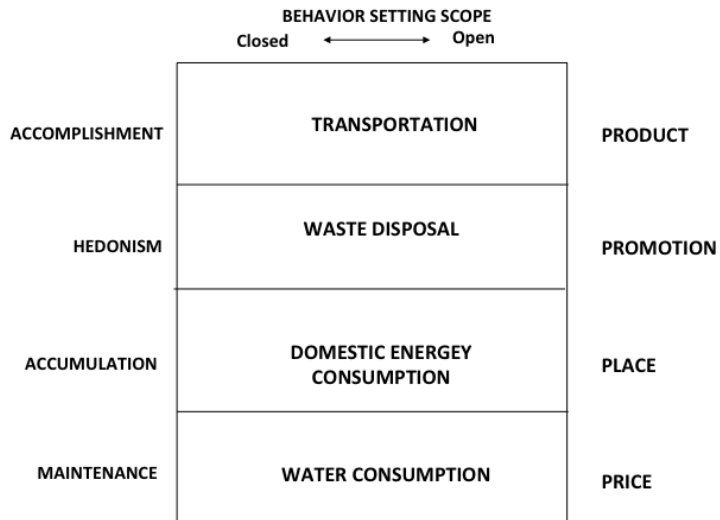 BEHAVIOR SETTING SCOPE
Closed Open
ACCOMPLISHMENT TRANSPORTATION PRODUCT
HEDONISM WASTE DISPOSAL PROMOTION
ACCUMULATION DOMESTIC ENERGEY PLACE
CONSUMPTION
MAINTENANCE WATER CONSUMPTION PRICE